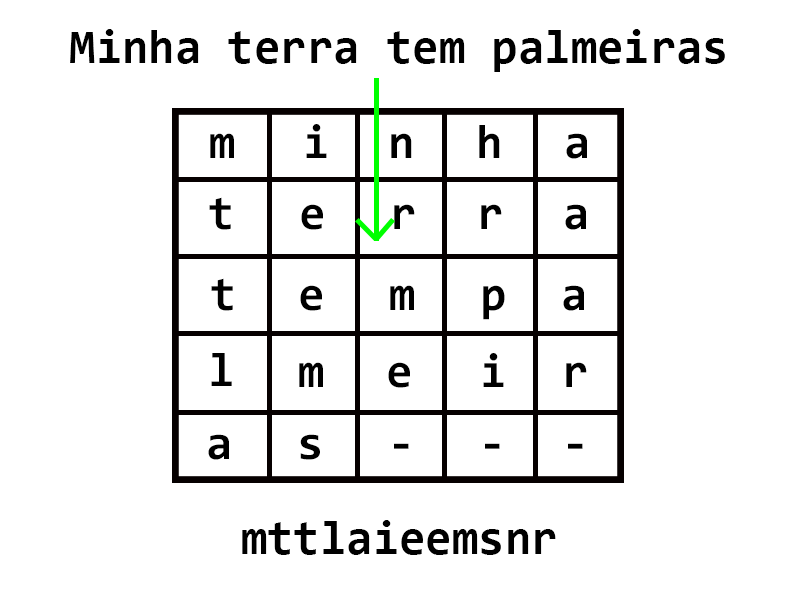 Minha terra tem palmeiras
m i n h a
t e r r a
t e m p a
l m e i r
a s - - -
mttlaieemsnr